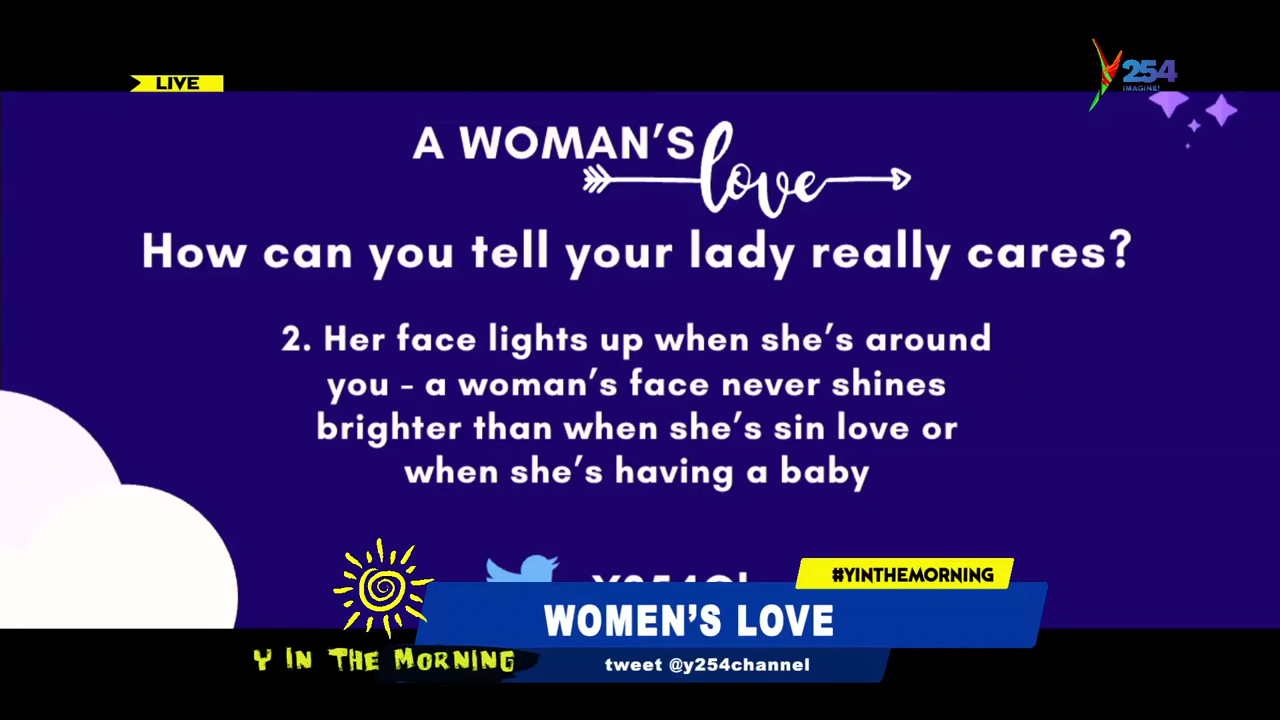 LIVE
Y254
IMAGINE!
A WOMAN'S love
How can you tell your lady really cares?
2. Her face lights up when she's around
you - a woman's face never shines
brighter than when she's sin love or
when she's having a baby
#YINTHEMORNING
WOMEN'S LOVE
Y IN THE MORNING
tweet @y254channel